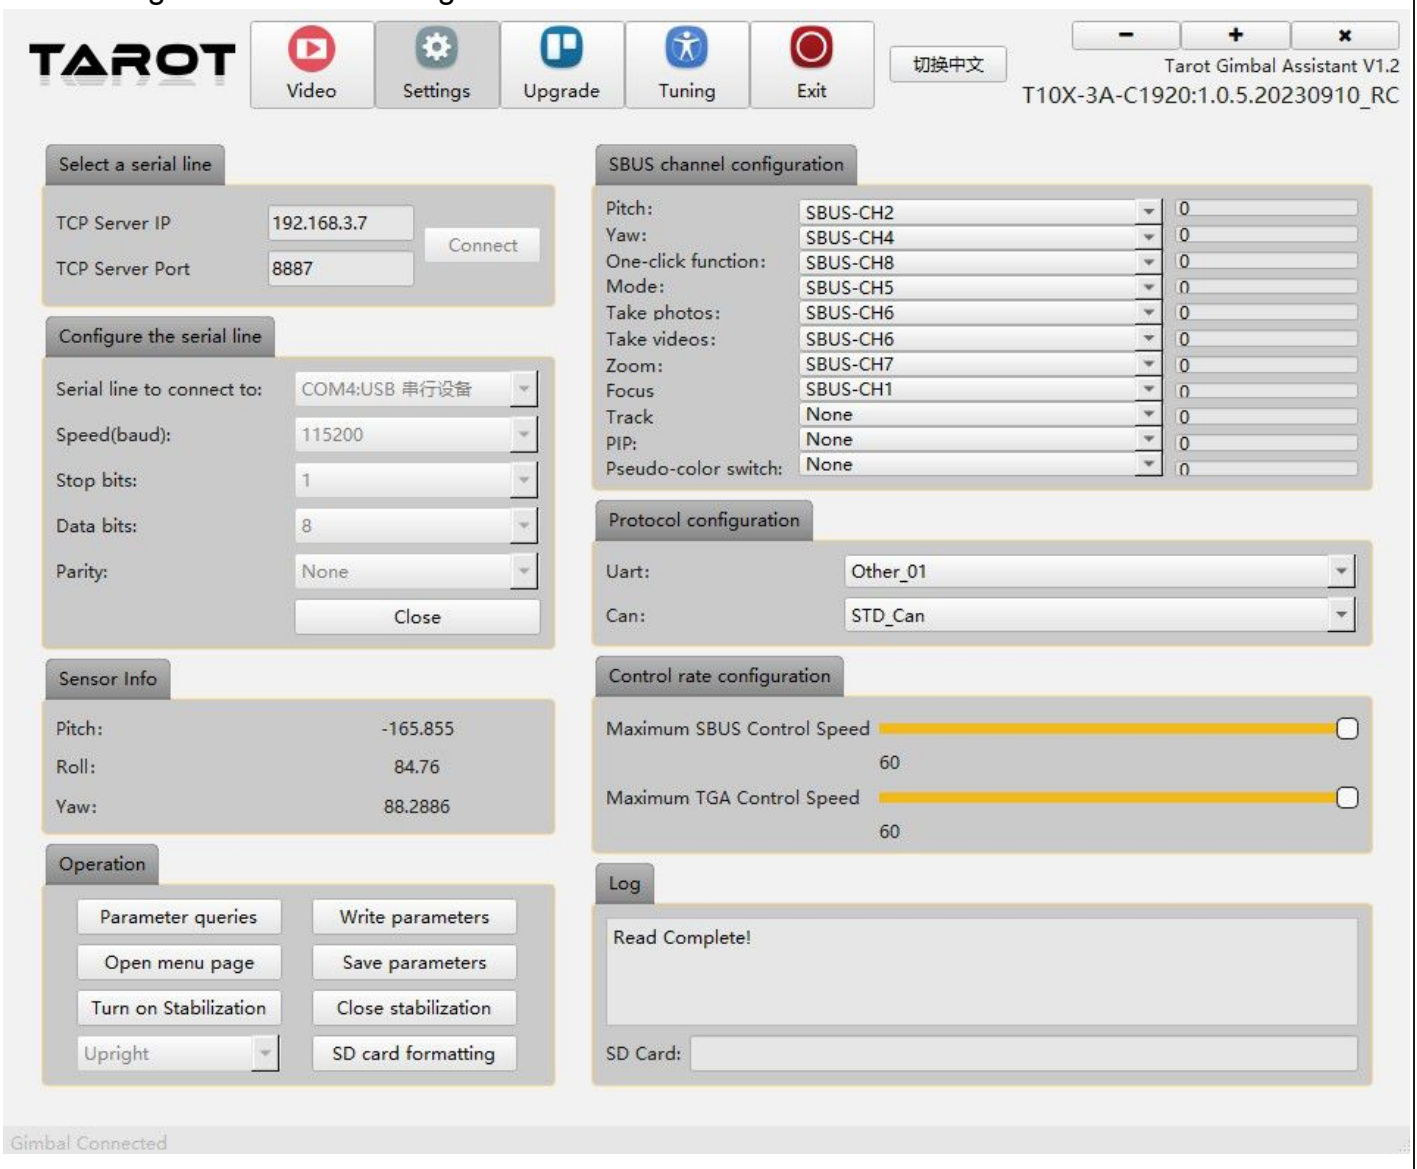 TAROT
Video
Settings
Upgrade
Tuning
Exit
切换中文
Tarot Gimbal Assistant V1.2
T10X-3A-C1920:1.0.5.20230910_RC
Select a serial line
TCP Server IP 192.168.3.7
Connect
TCP Server Port 8887
Configure the serial line
Serial line to connect to: COM4:USB 串行设备
Speed(baud): 115200
Stop bits: 1
Data bits: 8
Parity: None
Close
Sensor Info
Pitch: -165.855
Roll: 84.76
Yaw: 88.2886
Operation
Parameter queries Write parameters
Open menu page Save parameters
Turn on Stabilization Close stabilization
Upright SD card formatting
SBUS channel configuration
Pitch: SBUS-CH2 0
Yaw: SBUS-CH4 0
One-click function: SBUS-CH8 0
Mode: SBUS-CH5 0
Take photos: SBUS-CH6 0
Take videos: SBUS-CH6 0
Zoom: SBUS-CH7 0
Focus SBUS-CH1 0
Track None 0
PIP: None 0
Pseudo-color switch: None 0
Protocol configuration
Uart: Other_01
Can: STD_Can
Control rate configuration
Maximum SBUS Control Speed
60
Maximum TGA Control Speed
60
Log
Read Complete!
SD Card:
Gimbal Connected